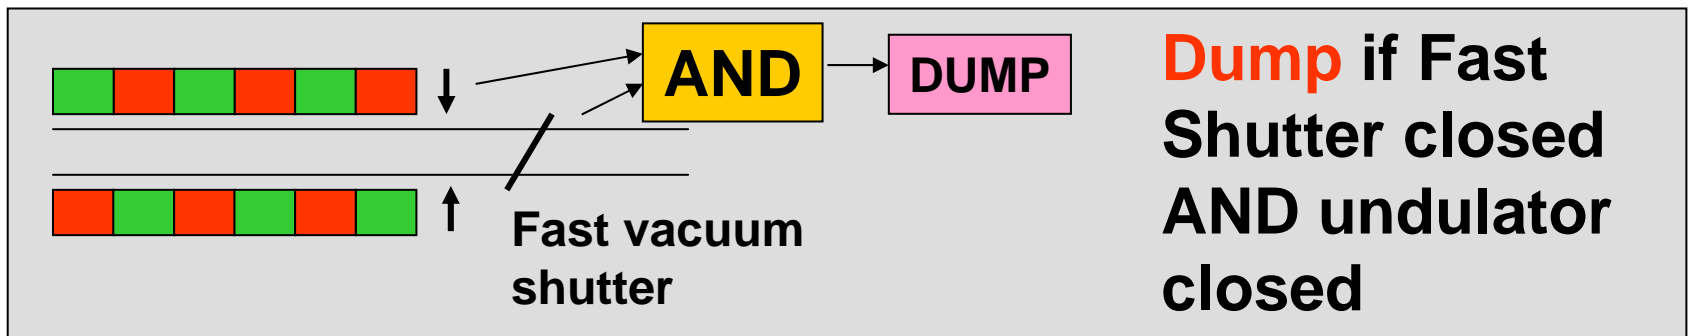 AND
DUMP
Fast vacuum
shutter
Dump if Fast
Shutter closed
AND undulator
closed